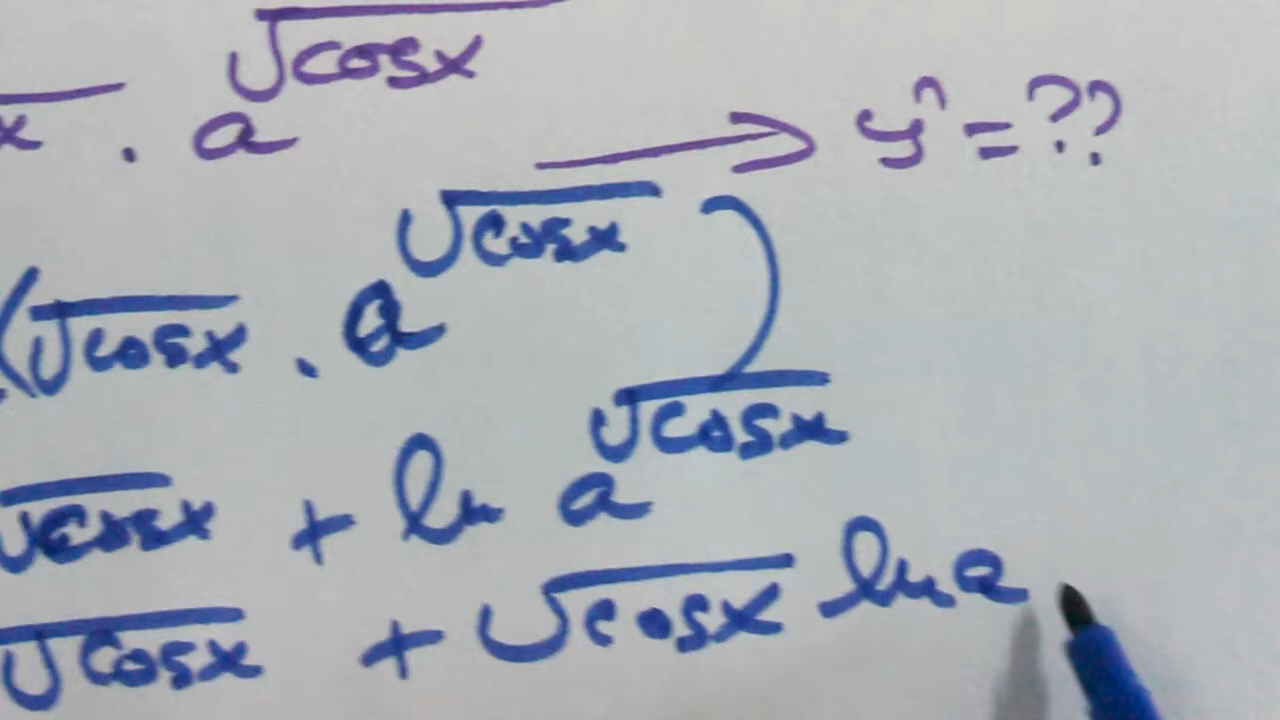 x . a^√cosx → y' = ??
(√cosx . a^√cosx )
√cosx + ln a^√cosx
√cosx + √cosx ln a